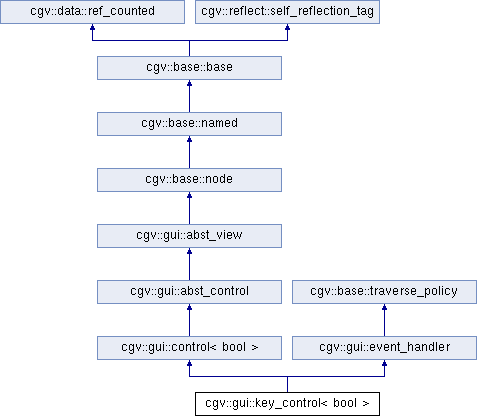 cgv::data::ref_counted
cgv::reflect::self_reflection_tag
cgv::base::base
cgv::base::named
cgv::base::node
cgv::gui::abst_view
cgv::gui::abst_control
cgv::base::traverse_policy
cgv::gui::control< bool >
cgv::gui::event_handler
cgv::gui::key_control< bool >